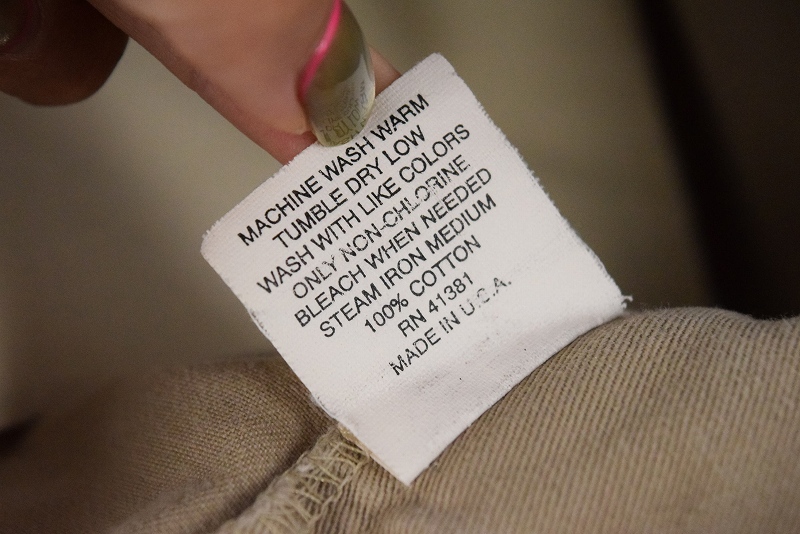 MACHINE WASH WARM
TUMBLE DRY LOW
WASH WITH LIKE COLORS
ONLY NON-CHLORINE
BLEACH WHEN NEEDED
STEAM IRON MEDIUM
100% COTTON
RN 41381
MADE IN U.S.A.